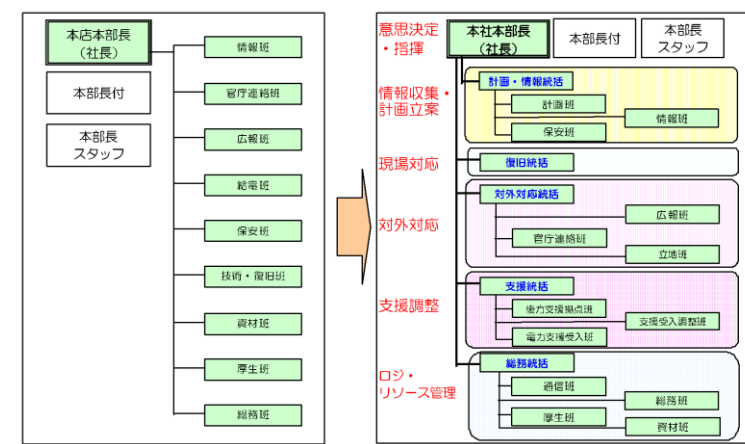 本店本部長
(社長)
本部長付
本部長
スタッフ
情報班
官庁連絡班
広報班
給電班
保安班
技術・復旧班
資材班
厚生班
総務班
意思決定
・指揮
本社本部長
(社長)
本部長付
本部長
スタッフ
情報収集・
計画立案
計画・情報統括
計画班
情報班
保安班
現場対応
復旧統括
対外対応
対外対応統括
広報班
官庁連絡班
立地班
支援調整
支援統括
後方支援拠点班
支援受入調整班
電力支援受入班
ロジ・
リソース管理
総務統括
通信班
総務班
厚生班
資材班